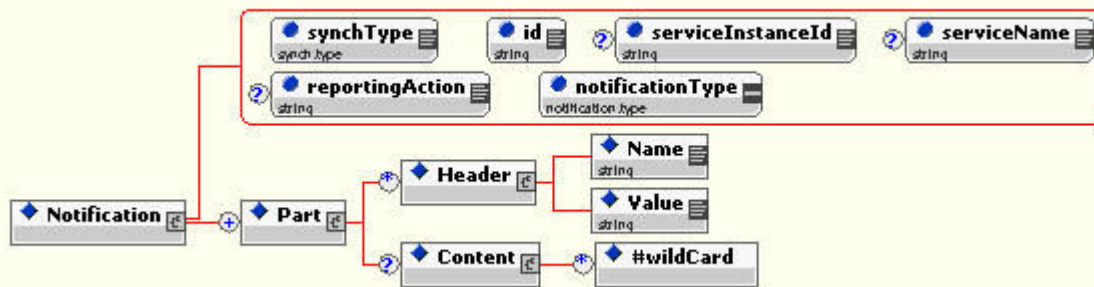 synchType id ? serviceInstanceId ? serviceName
synch.type string string string
? reportingAction notificationType
string notification.type
Name
* Header string
Value
Notification + Part string
? Content * #wildCard